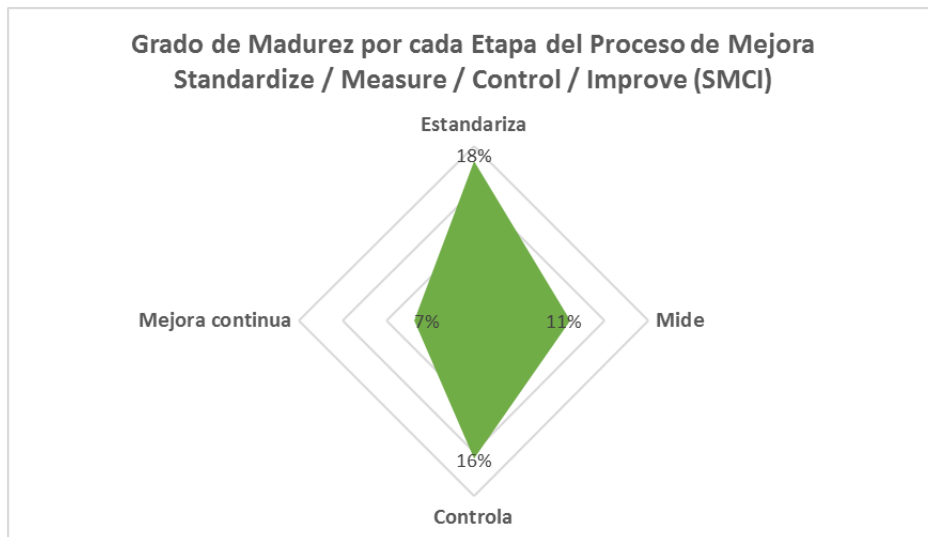 Grado de Madurez por cada Etapa del Proceso de Mejora
Standardize / Measure / Control / Improve (SMCI)
Estandariza
18%
Mejora continua
7%
11%
Mide
16%
Controla